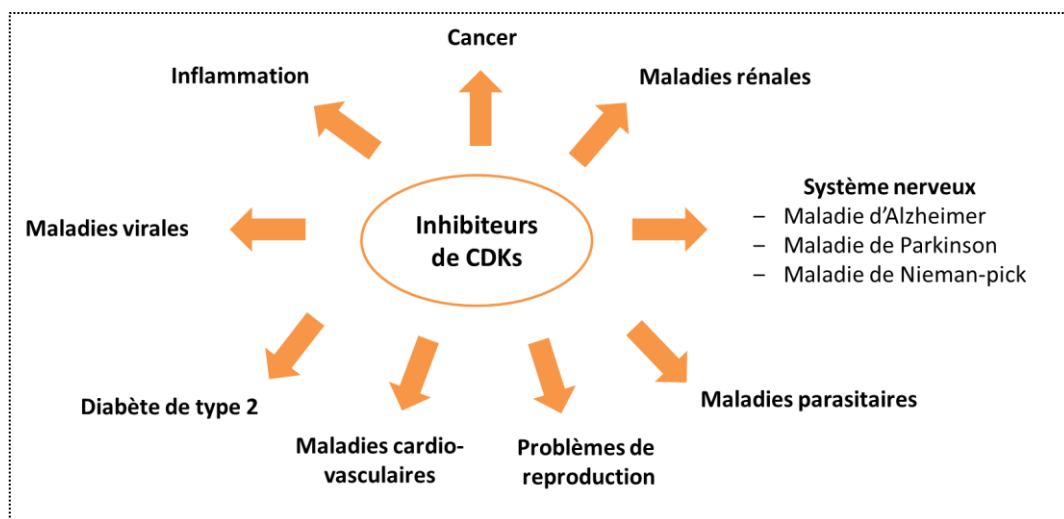 Cancer
Inflammation
Maladies rénales
Inhibiteurs
de CDKs
Système nerveux
– Maladie d’Alzheimer
– Maladie de Parkinson
– Maladie de Nieman-pick
Maladies virales
Maladies parasitaires
Diabète de type 2
Maladies cardio-
vasculaires
Problèmes de
reproduction